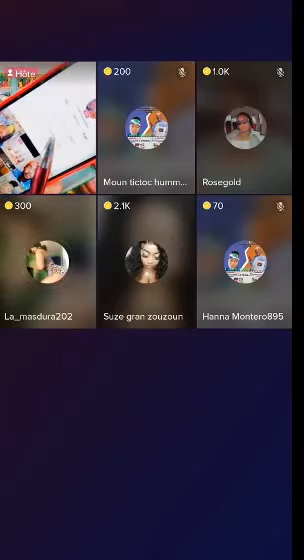 Hôte
200
1.0K
Moun tictoc humm...
Rosegold
300
2.1K
70
La_masdura202
Suze gran zouzoun
Hanna Montero895